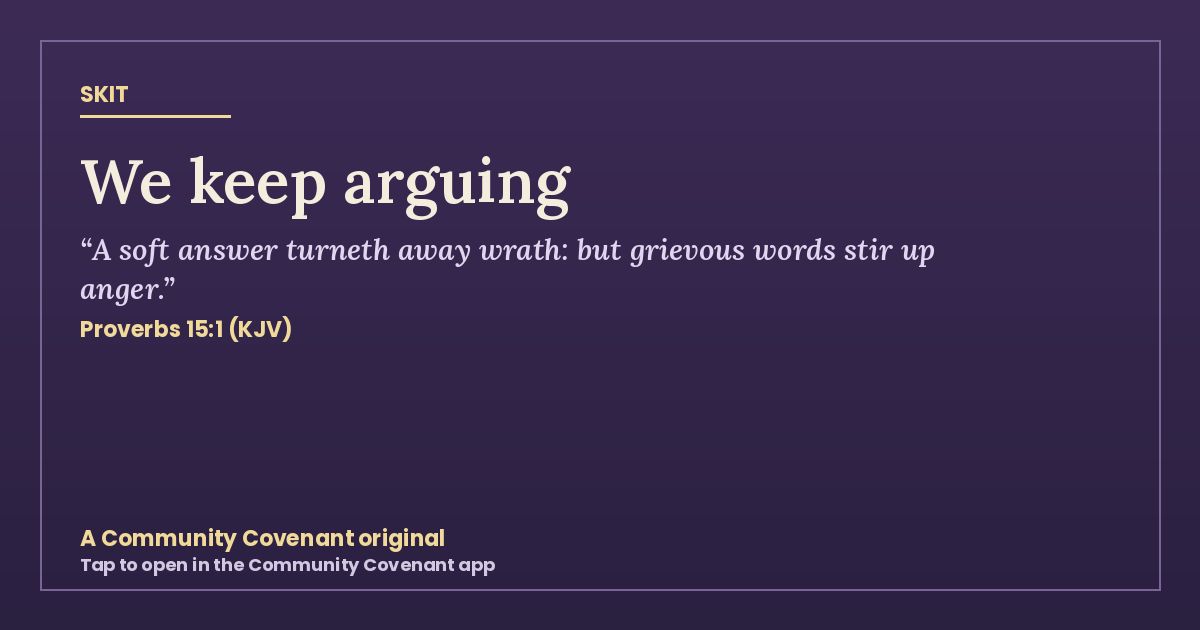 SKIT
We keep arguing
“A soft answer turneth away wrath: but grievous words stir up
anger.”
Proverbs 15:1 (KJV)
A Community Covenant original
Tap to open in the Community Covenant app